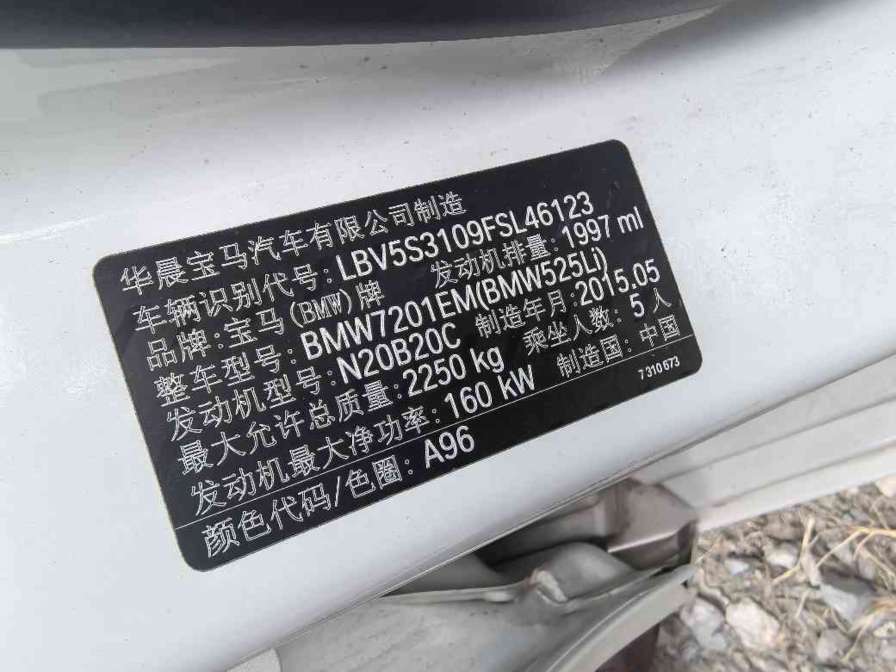 华晨宝马汽车有限公司制造
车辆识别代号: LBV5S3109FSL46123
品牌: 宝马(BMW)牌 发动机排量: 1997 ml
整车型号: BMW7201EM(BMW525Li)
发动机型号: N20B20C 制造年月: 2015.05
最大允许总质量: 2250 kg 乘坐人数: 5 人
发动机最大净功率: 160 kW 制造国: 中国
颜色代码/色圈: A96 7 310 673